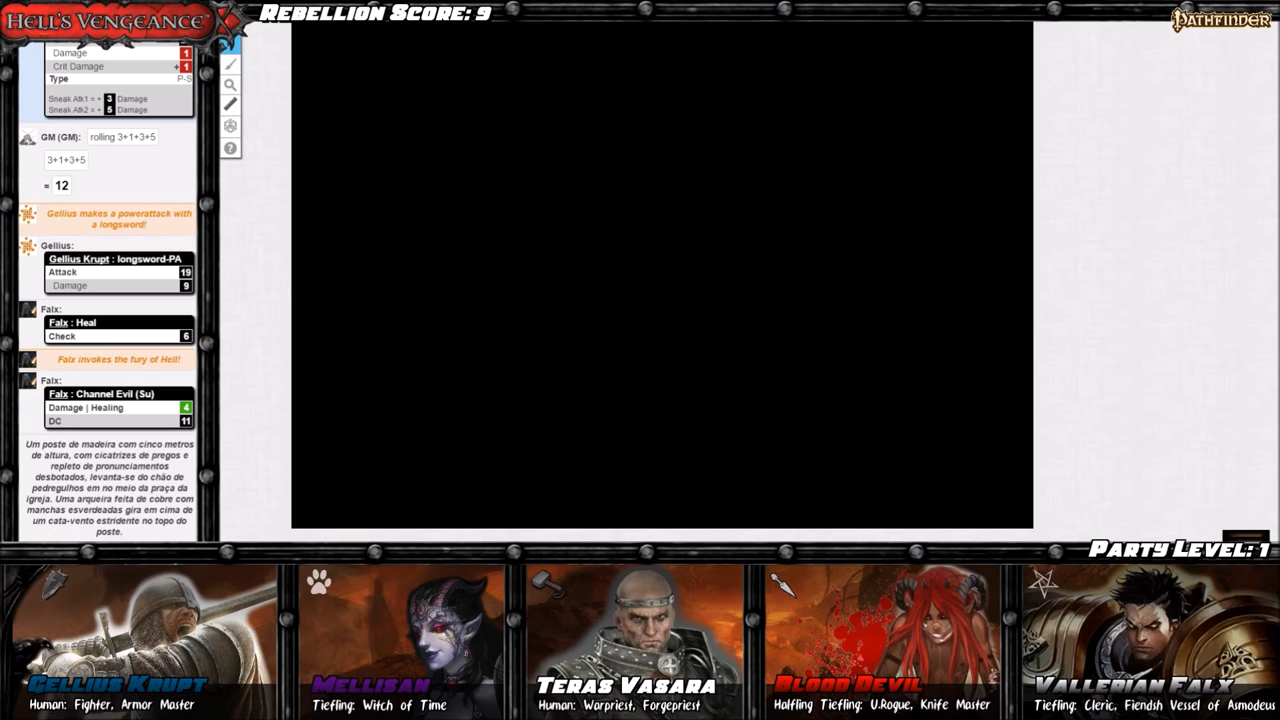 HELL'S VENGEANCE
REBELLION SCORE: 9
PATHFINDER
Damage 1
Crit Damage +1
Type P-S
Sneak Atk1 = + 3 Damage
Sneak Atk2 = + 5 Damage
GM (GM): rolling 3+1+3+5
3+1+3+5
= 12
Gellius makes a powerattack with
a longsword!
Gellius:
Gellius Krupt : longsword-PA
Attack 19
Damage 9
Falx:
Falx : Heal
Check 6
Falx invokes the fury of Hell!
Falx:
Falx : Channel Evil (Su)
Damage | Healing 4
DC 11
Um poste de madeira com cinco metros
de altura, com cicatrizes de pregos e
repleto de pronunciamentos
desbotados, levanta-se do chão de
pedregulhos em no meio da praça da
igreja. Uma arqueira feita de cobre com
manchas esverdeadas gira em cima de
um cata-vento estridente no topo do
poste.
PARTY LEVEL: 1
GELLIUS KRUPT
Human: Fighter, Armor Master
MELLISAN
Tiefling: Witch of Time
TERAS VASARA
Human: Warpriest, Forgepriest
BLOOD DEVIL
Halfling Tiefling: U.Rogue, Knife Master
VALLERIAN FALX
Tiefling: Cleric, Fiendish Vessel of Asmodeus